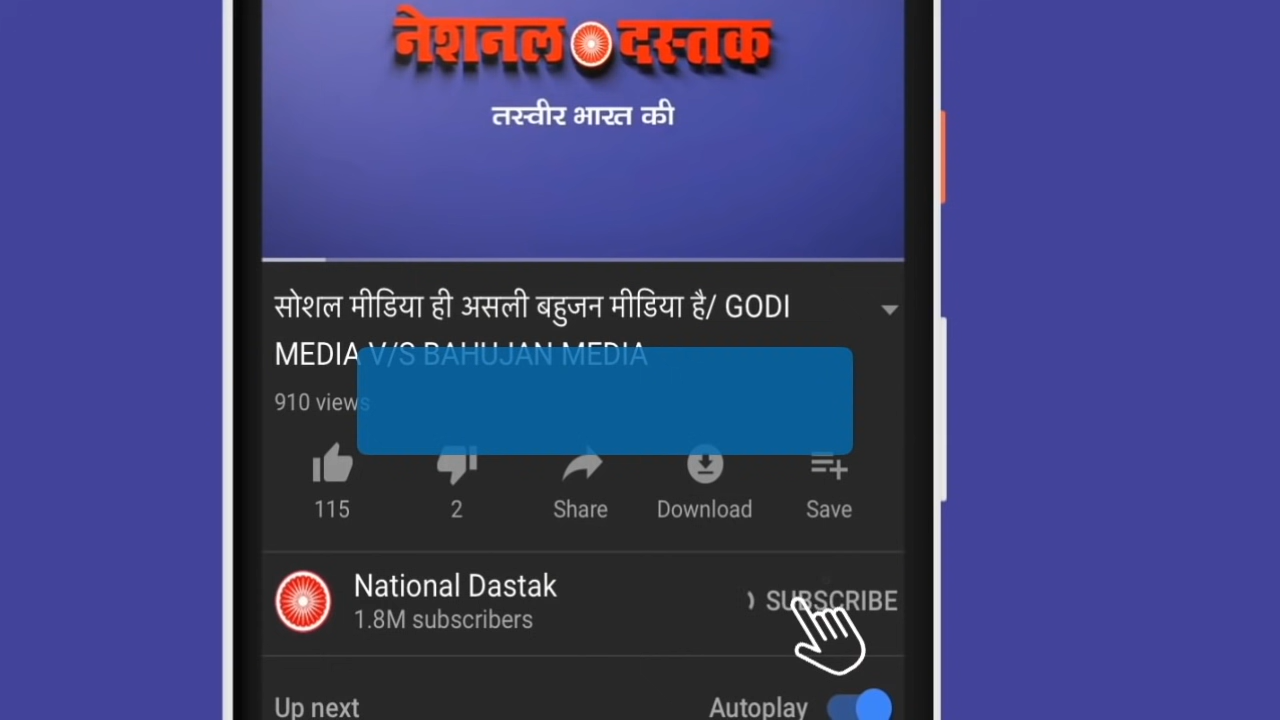 नेशनल दस्तक
तस्वीर भारत की
सोशल मीडिया ही असली बहुजन मीडिया है/ GODI
MEDIA V/S BAHUJAN MEDIA
910 views
115
2
Share
Download
Save
National Dastak
SUBSCRIBE
1.8M subscribers
Up next
Autoplay